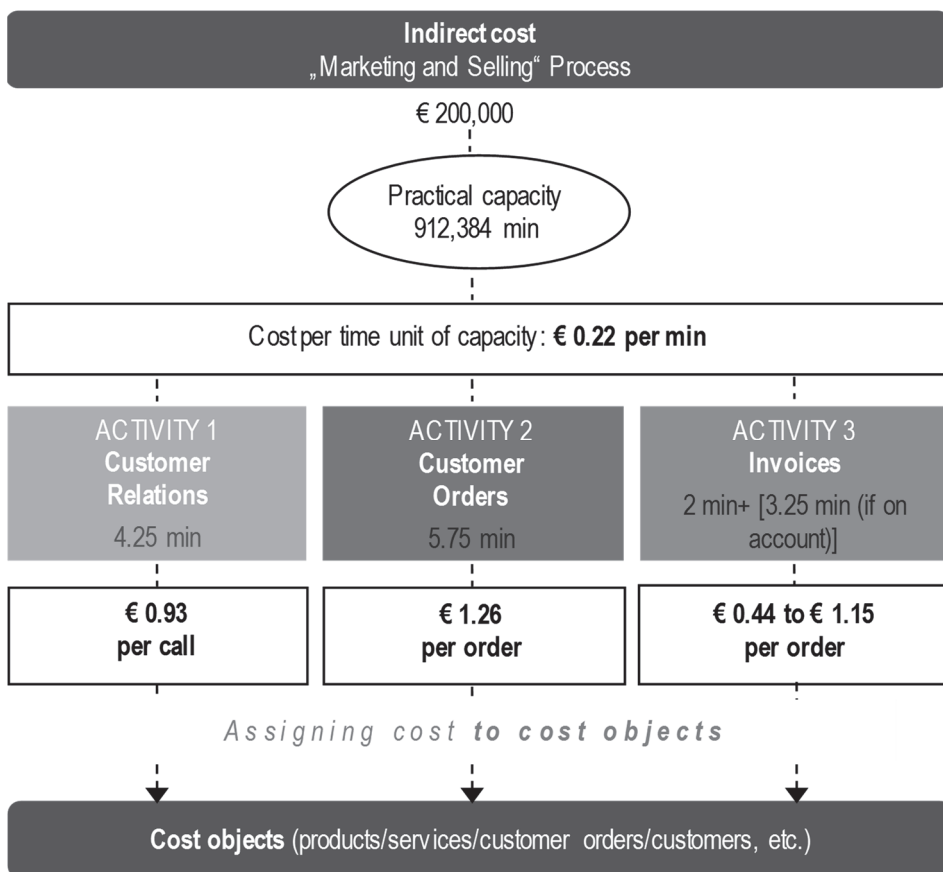 Indirect cost
„Marketing and Selling“ Process
€ 200,000
Practical capacity
912,384 min
Cost per time unit of capacity: € 0.22 per min
ACTIVITY 1
Customer
Relations
4.25 min
ACTIVITY 2
Customer
Orders
5.75 min
ACTIVITY 3
Invoices
2 min+ [3.25 min (if on
account)]
€ 0.93
per call
€ 1.26
per order
€ 0.44 to € 1.15
per order
Assigning cost to cost objects
Cost objects (products/services/customer orders/customers, etc.)